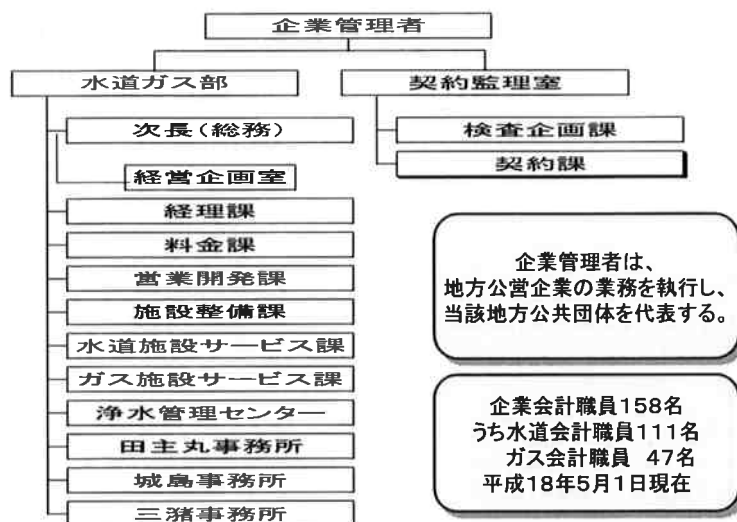 企業管理者
水道ガス部
契約監理室
次長(総務)
経営企画室
経理課
料金課
営業開発課
施設整備課
水道施設サービス課
ガス施設サービス課
浄水管理センター
田主丸事務所
城島事務所
三潴事務所
検査企画課
契約課
企業管理者は、
地方公営企業の業務を執行し、
当該地方公共団体を代表する。
企業会計職員158名
うち水道会計職員111名
ガス会計職員 47名
平成18年5月1日現在